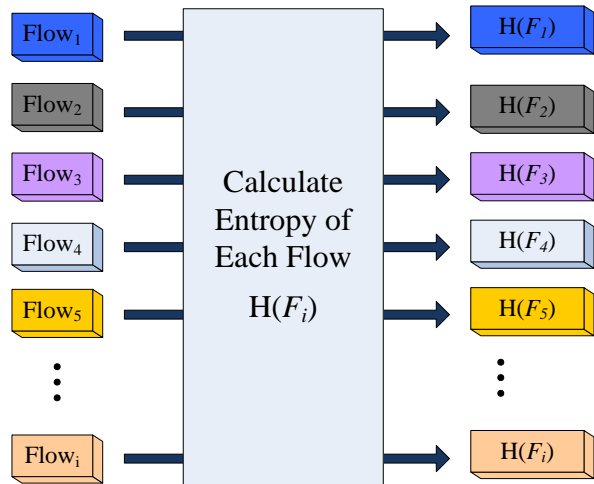 Flow₁
H(F₁)
Flow₂
H(F₂)
Flow₃
H(F₃)
Flow₄
H(F₄)
Flow₅
H(F₅)
Flowᵢ
H(Fᵢ)
Calculate
Entropy of
Each Flow
H(Fᵢ)